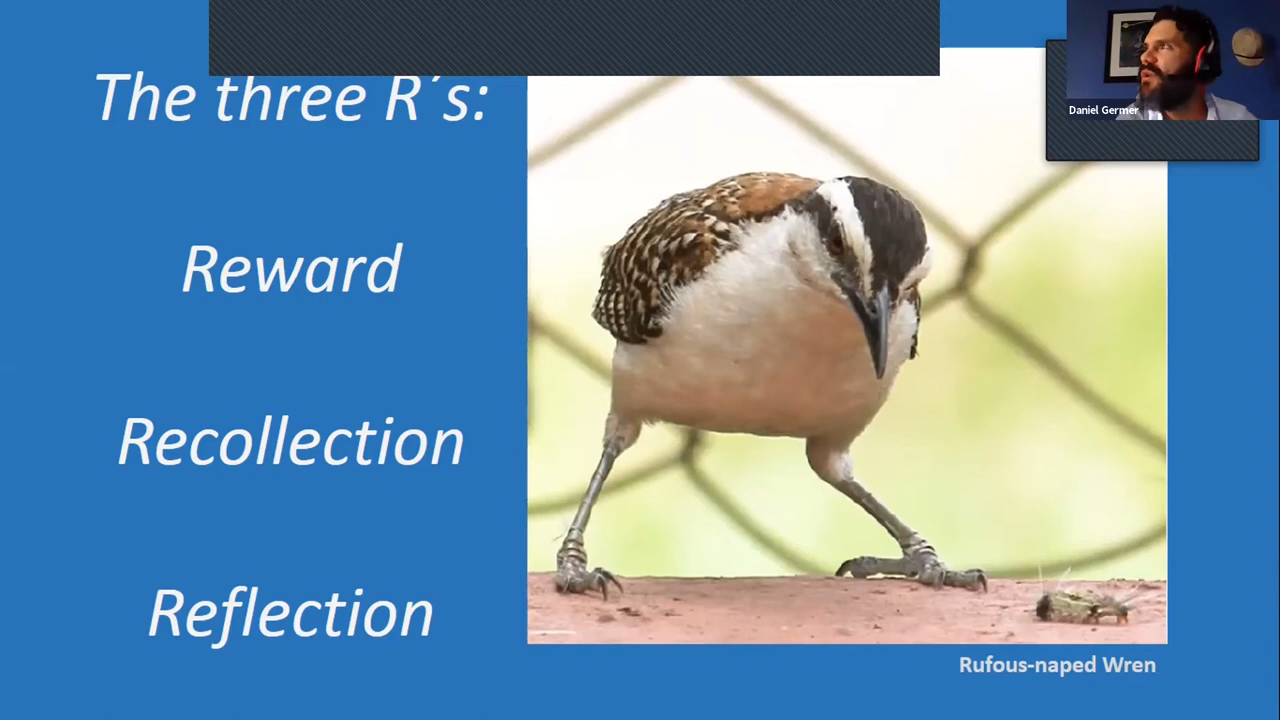 The three R´s:
Reward
Recollection
Reflection
Rufous-naped Wren
Daniel Germer